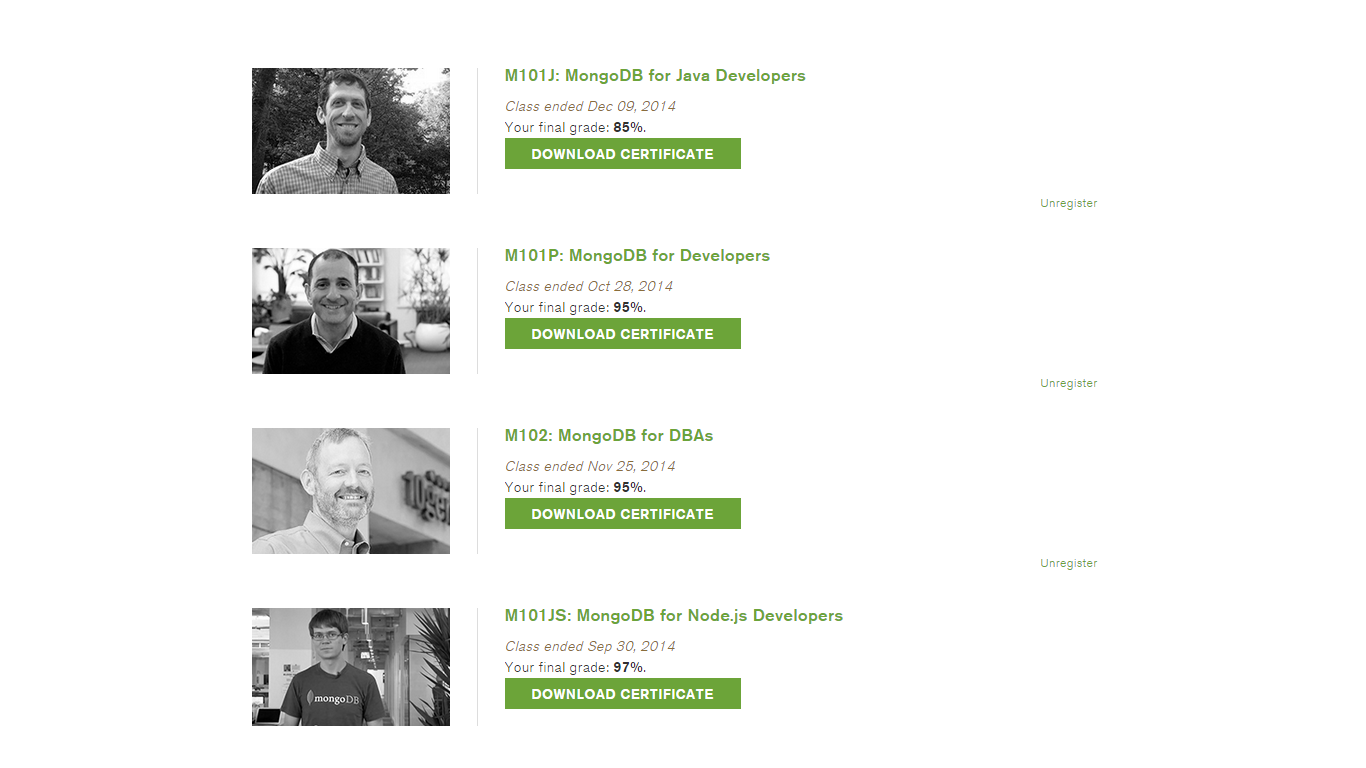 M101J: MongoDB for Java Developers
Class ended Dec 09, 2014
Your final grade: 85%.
DOWNLOAD CERTIFICATE
Unregister
M101P: MongoDB for Developers
Class ended Oct 28, 2014
Your final grade: 95%.
DOWNLOAD CERTIFICATE
Unregister
M102: MongoDB for DBAs
Class ended Nov 25, 2014
Your final grade: 95%.
DOWNLOAD CERTIFICATE
Unregister
M101JS: MongoDB for Node.js Developers
Class ended Sep 30, 2014
Your final grade: 97%.
DOWNLOAD CERTIFICATE
mongoDB